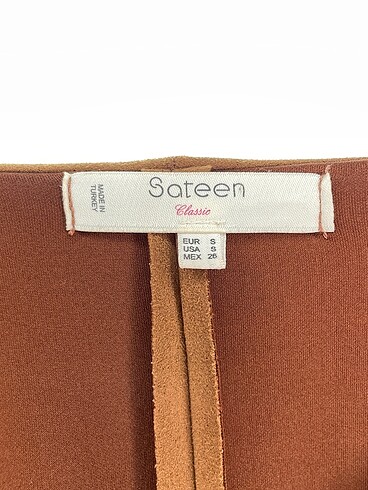 MADE IN
TURKEY
Sateen
Classic
EUR S
USA S
MEX 26